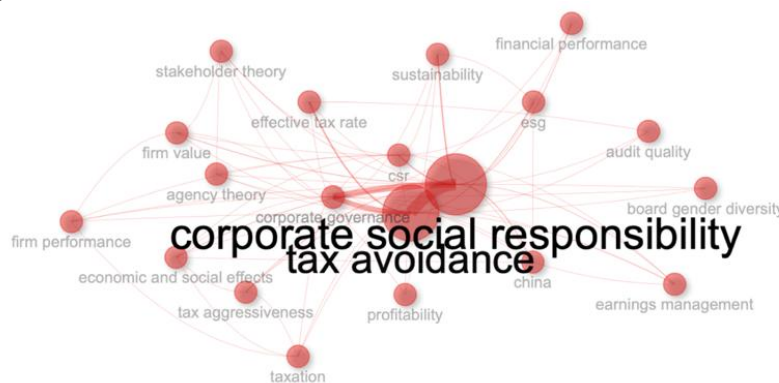 financial performance
stakeholder theory
sustainability
effective tax rate
esg
firm value
audit quality
csr
agency theory
corporate governance
board gender diversity
firm performance
corporate social responsibility
tax avoidance
economic and social effects
china
tax aggressiveness
profitability
earnings management
taxation